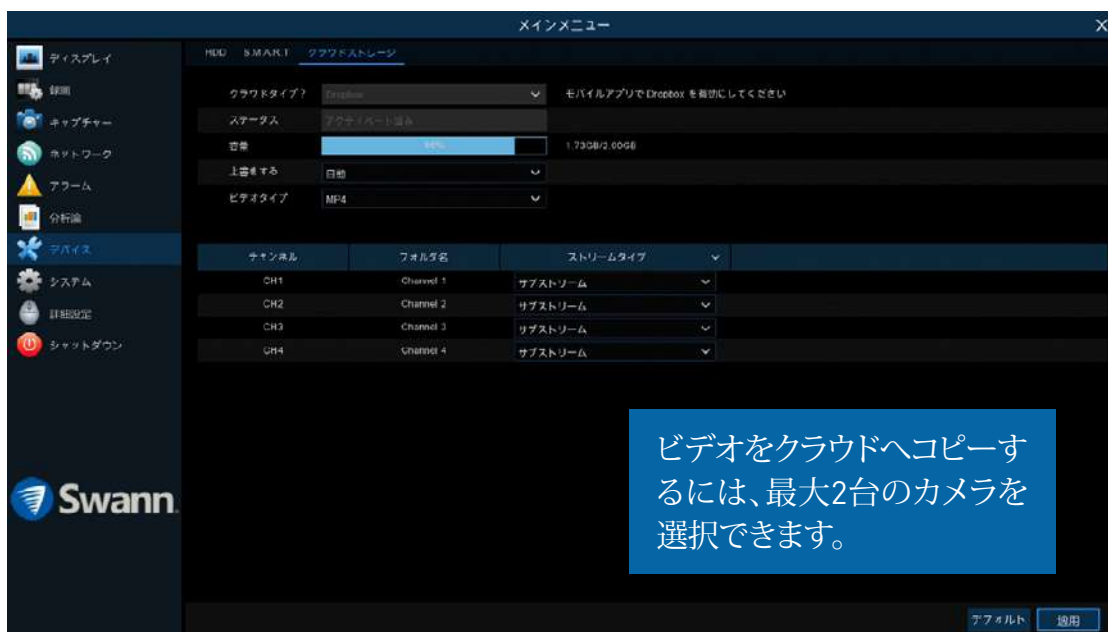 メインメニュー
X
ディスプレイ
録画
キャプチャー
ネットワーク
アラーム
分析論
デバイス
システム
詳細設定
シャットダウン
Swann
HDD S.M.A.R.T クラウドストレージ
クラウドタイプ? Dropbox モバイルアプリで Dropbox を有効にしてください
ステータス アクティベート済み
容量 1.73GB/2.00GB
上書きする 自動
ビデオタイプ MP4
チャンネル フォルダ名 ストリームタイプ
CH1 Channel 1 サブストリーム
CH2 Channel 2 サブストリーム
CH3 Channel 3 サブストリーム
CH4 Channel 4 サブストリーム
ビデオをクラウドへコピーす
るには、最大2台のカメラを
選択できます。
デフォルト 適用